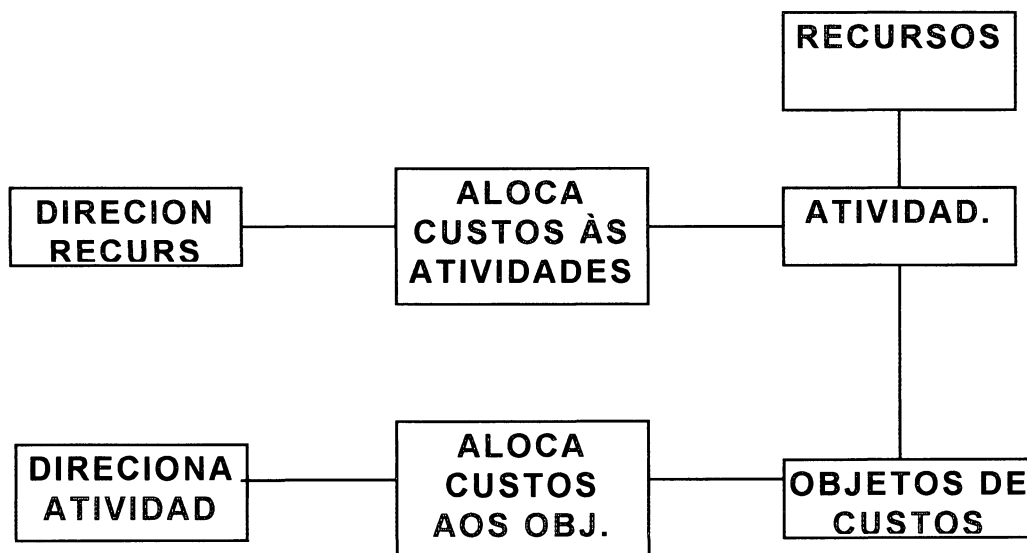 RECURSOS
DIRECION
RECURS
ALOCA
CUSTOS ÀS
ATIVIDADES
ATIVIDAD.
DIRECIONA
ATIVIDAD
ALOCA
CUSTOS
AOS OBJ.
OBJETOS DE
CUSTOS